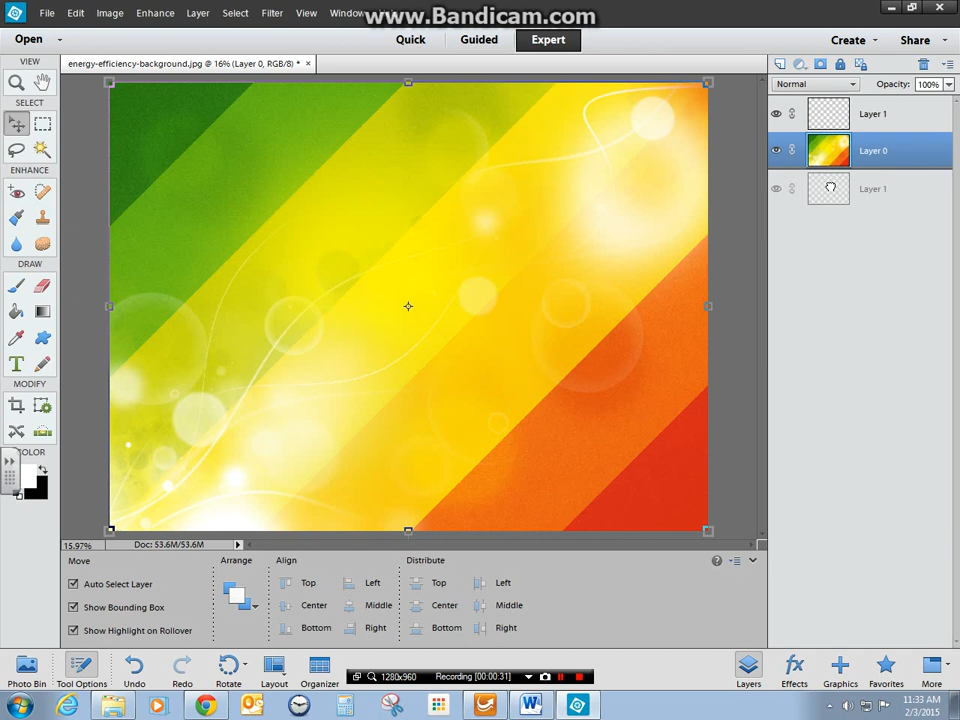 www.Bandicam.com
File Edit Image Enhance Layer Select Filter View Window
Open
Quick Guided Expert
Create Share
energy-efficiency-background.jpg @ 16% (Layer 0, RGB/8) * ×
VIEW
SELECT
ENHANCE
DRAW
MODIFY
COLOR
Normal Opacity: 100%
Layer 1
Layer 0
Layer 1
15.97% Doc: 53.6M/53.6M
Move
Auto Select Layer
Show Bounding Box
Show Highlight on Rollover
Arrange
Align
Top Left
Center Middle
Bottom Right
Distribute
Top Left
Center Middle
Bottom Right
Photo Bin Tool Options Undo Redo Rotate Layout Organizer
1280x960 Recording [00:00:31]
Layers Effects Graphics Favorites More
11:33 AM
2/3/2015